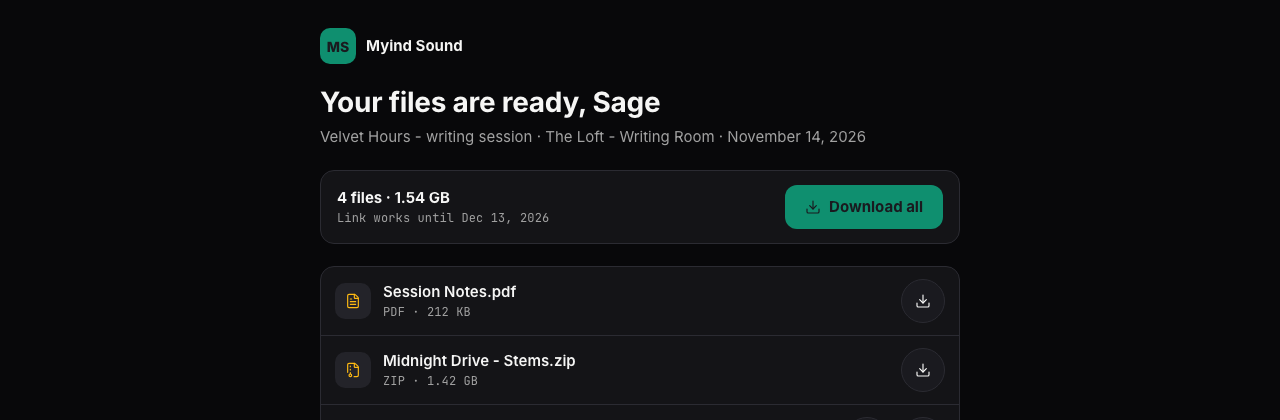 MS
Myind Sound
Your files are ready, Sage
Velvet Hours - writing session · The Loft - Writing Room · November 14, 2026
4 files · 1.54 GB
Link works until Dec 13, 2026
Download all
Session Notes.pdf
PDF · 212 KB
Midnight Drive - Stems.zip
ZIP · 1.42 GB